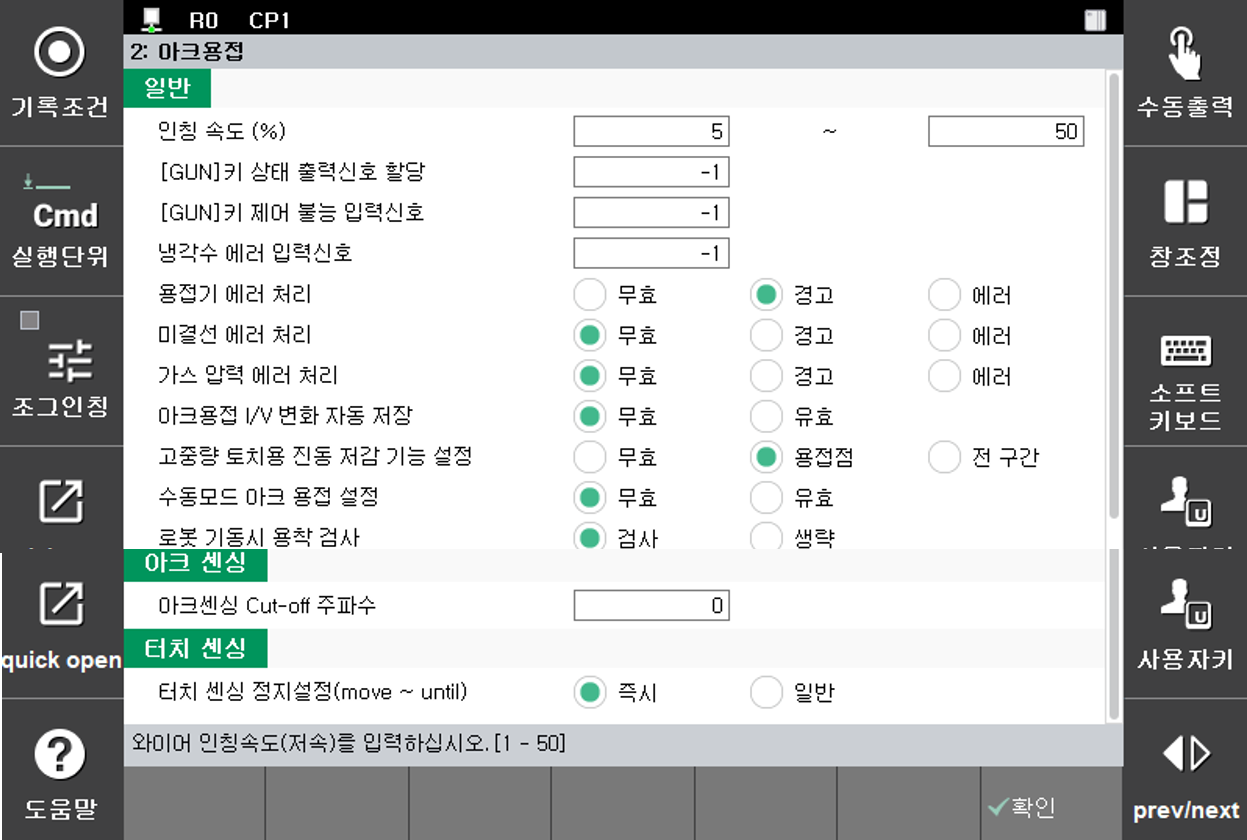 R0 CP1
2: 아크용접
기록조건
Cmd
실행단위
조그인칭
quick open
도움말
일반
인칭 속도 (%) 5 ~ 50
[GUN]키 상태 출력신호 할당 -1
[GUN]키 제어 불능 입력신호 -1
냉각수 에러 입력신호 -1
용접기 에러 처리 무효 경고 에러
미결선 에러 처리 무효 경고 에러
가스 압력 에러 처리 무효 경고 에러
아크용접 I/V 변화 자동 저장 무효 유효
고중량 토치용 진동 저감 기능 설정 무효 용접점 전 구간
수동모드 아크 용접 설정 무효 유효
로봇 기동시 용착 검사 검사 생략
아크 센싱
아크센싱 Cut-off 주파수 0
터치 센싱
터치 센싱 정지설정(move ~ until) 즉시 일반
와이어 인칭속도(저속)를 입력하십시오.[1 - 50]
확인
수동출력
창조정
소프트
키보드
U
U
사용자키
prev/next